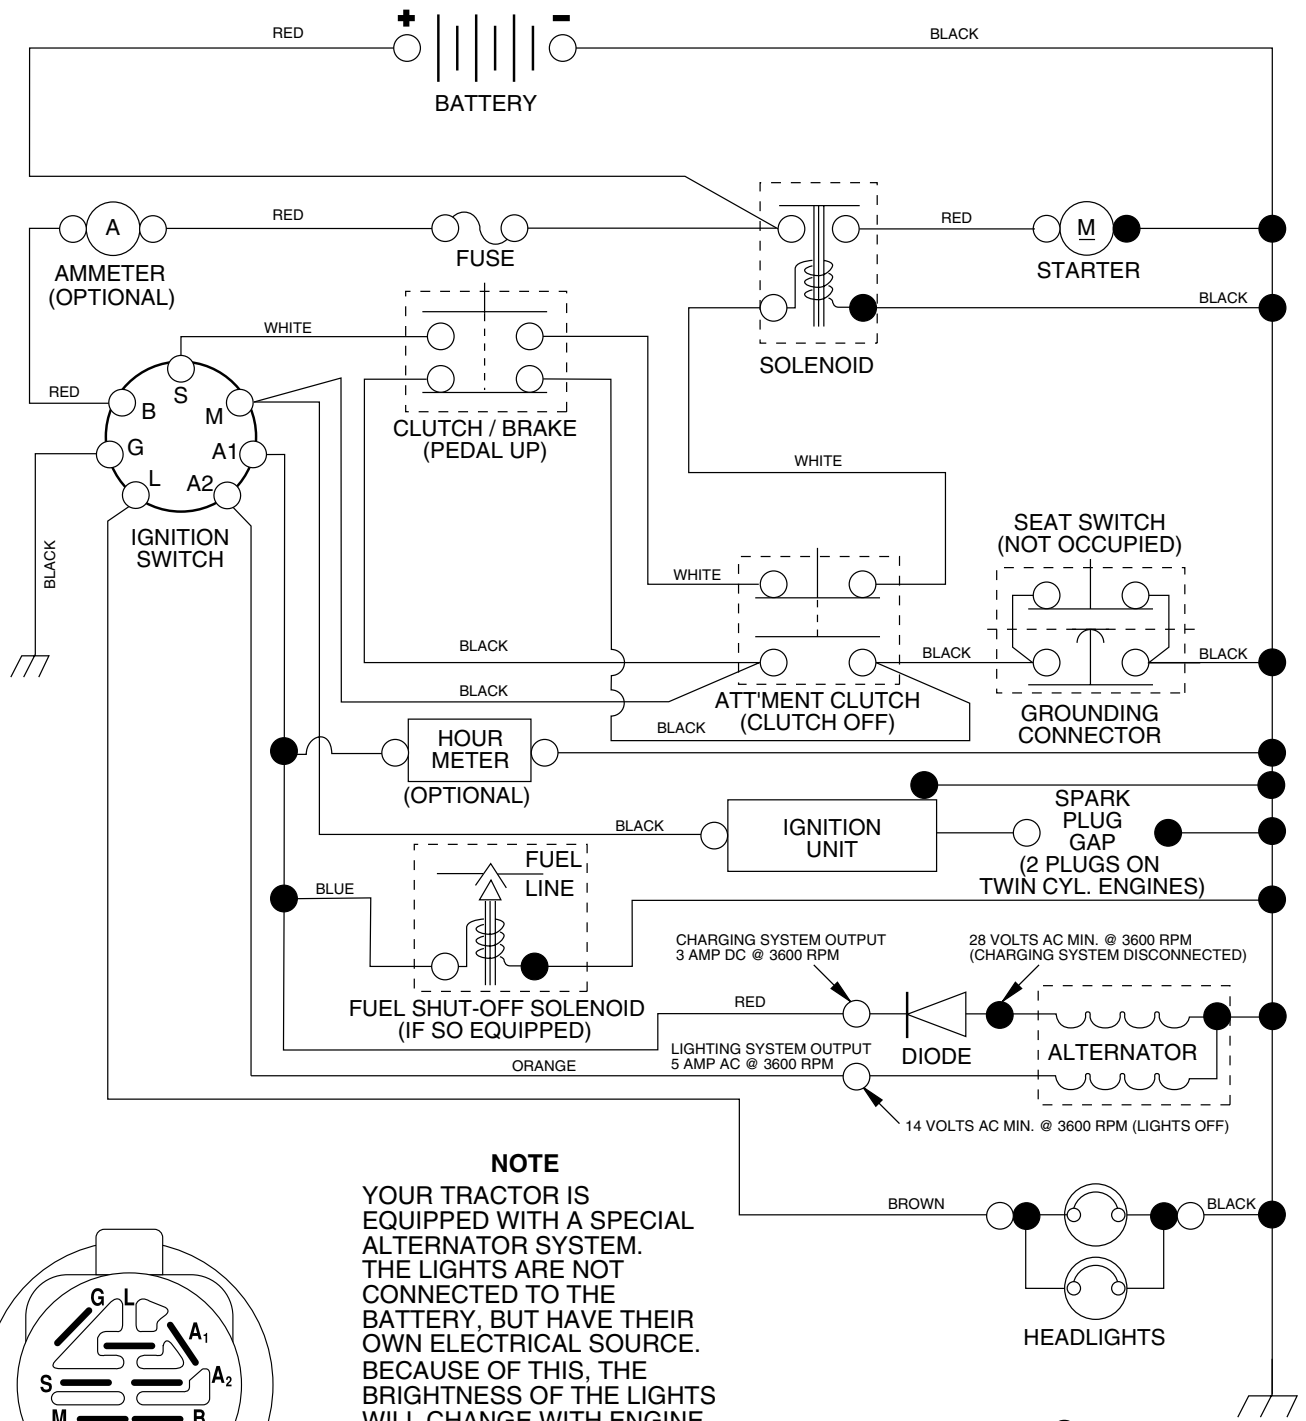 + -
RED
BLACK
BATTERY
A
RED
FUSE
RED
M
STARTER
AMMETER
(OPTIONAL)
BLACK
SOLENOID
WHITE
RED
S
B
M
G
A1
L
A2
IGNITION
SWITCH
BLACK
CLUTCH / BRAKE
(PEDAL UP)
WHITE
SEAT SWITCH
(NOT OCCUPIED)
WHITE
BLACK
BLACK
BLACK
BLACK
ATT'MENT CLUTCH
(CLUTCH OFF)
BLACK
GROUNDING
CONNECTOR
HOUR
METER
(OPTIONAL)
BLACK
IGNITION
UNIT
SPARK
PLUG
GAP
(2 PLUGS ON
TWIN CYL. ENGINES)
BLUE
FUEL
LINE
FUEL SHUT-OFF SOLENOID
(IF SO EQUIPPED)
CHARGING SYSTEM OUTPUT
3 AMP DC @ 3600 RPM
28 VOLTS AC MIN. @ 3600 RPM
(CHARGING SYSTEM DISCONNECTED)
RED
DIODE
ALTERNATOR
LIGHTING SYSTEM OUTPUT
5 AMP AC @ 3600 RPM
ORANGE
14 VOLTS AC MIN. @ 3600 RPM (LIGHTS OFF)
BROWN
BLACK
HEADLIGHTS
NOTE
YOUR TRACTOR IS
EQUIPPED WITH A SPECIAL
ALTERNATOR SYSTEM.
THE LIGHTS ARE NOT
CONNECTED TO THE
BATTERY, BUT HAVE THEIR
OWN ELECTRICAL SOURCE.
BECAUSE OF THIS, THE
BRIGHTNESS OF THE LIGHTS
WILL CHANGE WITH ENGINE
G L
A1
A2
S
M
B